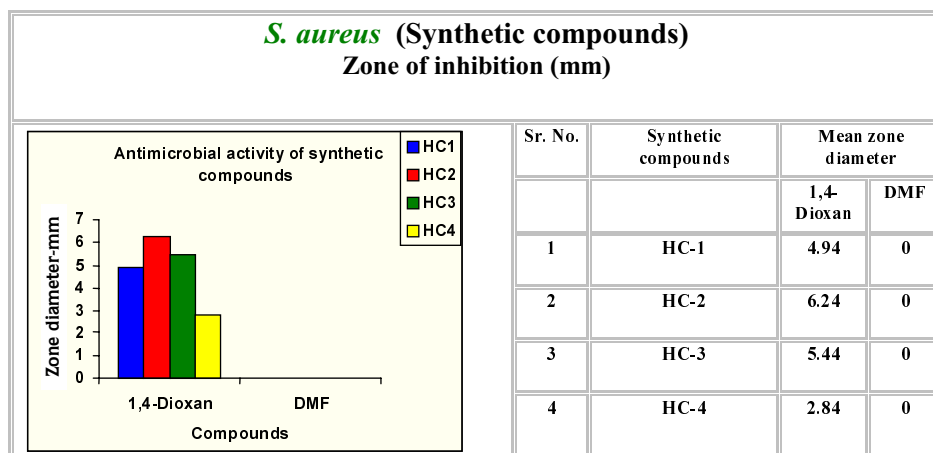 S. aureus (Synthetic compounds)
Zone of inhibition (mm)
Antimicrobial activity of synthetic
compounds
HC1
HC2
HC3
HC4
Zone diameter-mm
7
6
5
4
3
2
1
0
1,4-Dioxan DMF
Compounds
Sr. No. Synthetic compounds Mean zone diameter
1,4-Dioxan DMF
1 HC-1 4.94 0
2 HC-2 6.24 0
3 HC-3 5.44 0
4 HC-4 2.84 0